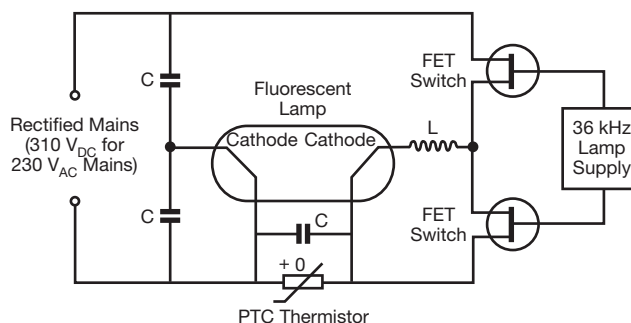 C
Rectified Mains
(310 VDC for
230 VAC Mains)
C
Fluorescent
Lamp
Cathode Cathode
L
C
+ 0
PTC Thermistor
FET
Switch
FET
Switch
36 kHz
Lamp
Supply